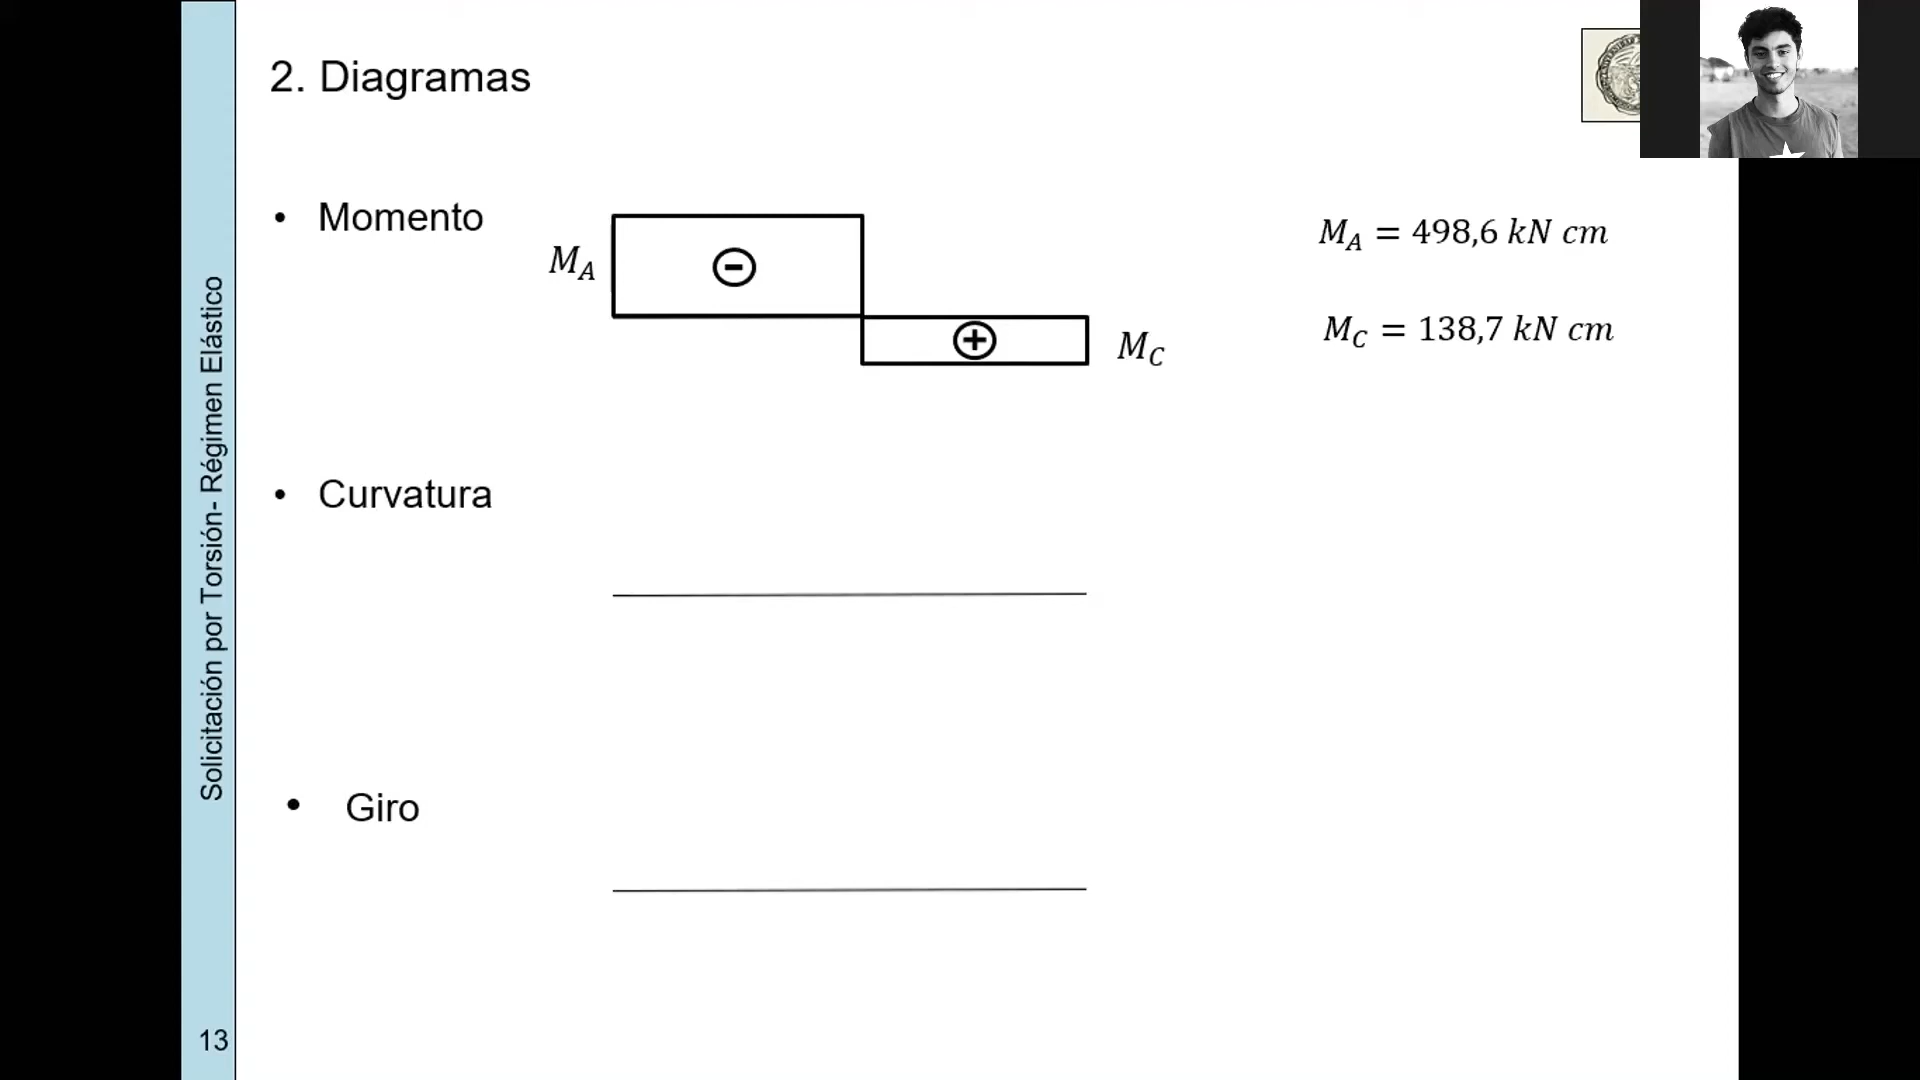 2. Diagramas
• Momento
M_A
−
+
M_C
M_A = 498,6 kN cm
M_C = 138,7 kN cm
• Curvatura
• Giro
Solicitación por Torsión- Régimen Elástico
13